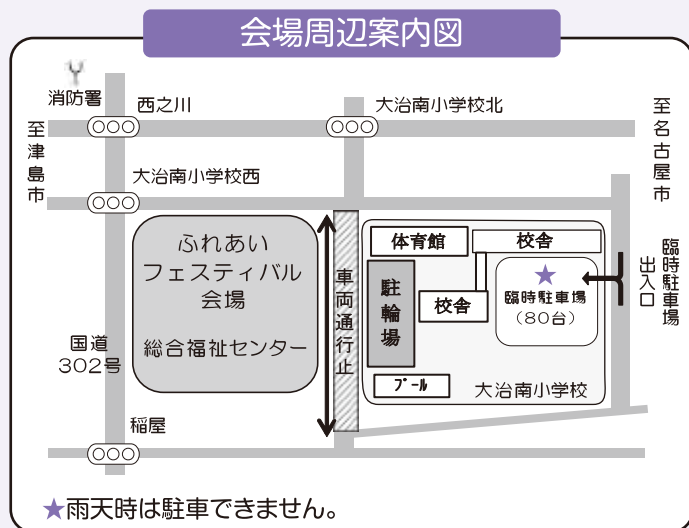 会場周辺案内図
消防署
西之川
大治南小学校北
至津島市
至名古屋市
大治南小学校西
ふれあい
フェスティバル
会場
総合福祉センター
車両通行止
体育館
校舎
駐輪場
校舎
★
臨時駐車場
(80台)
プール
大治南小学校
臨時駐車場
出入口
国道
302号
稲屋
★雨天時は駐車できません。